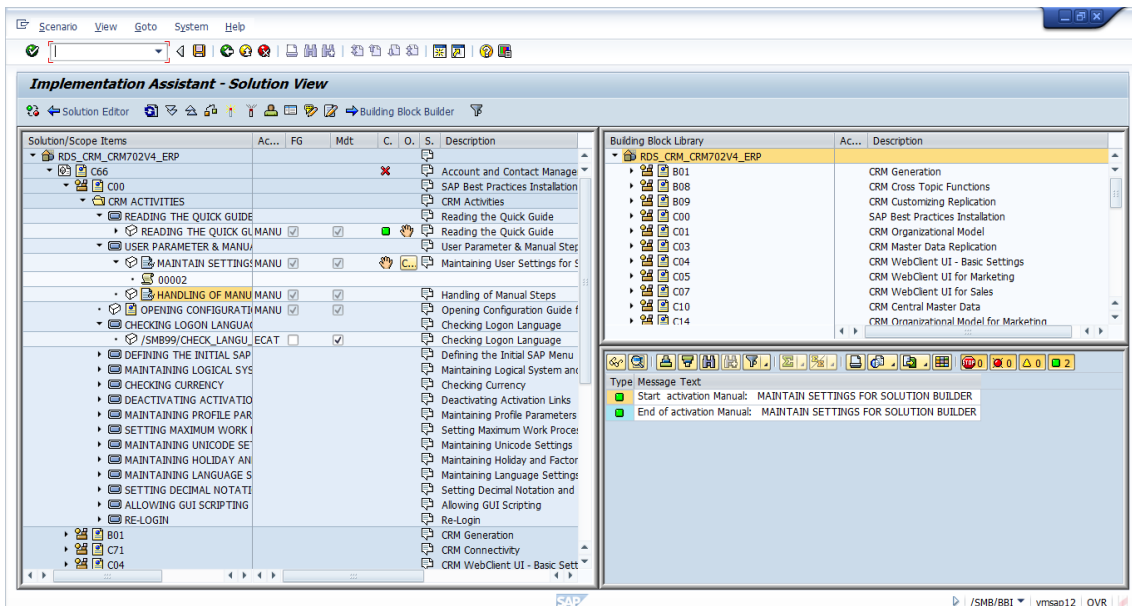 Scenario View Goto System Help
Implementation Assistant - Solution View
Solution Editor Building Block Builder
Solution/Scope Items Ac... FG Mdt C. O. S. Description
RDS_CRM_CRM702V4_ERP
C66 Account and Contact Manage
C00 SAP Best Practices Installation
CRM ACTIVITIES CRM Activities
READING THE QUICK GUIDE Reading the Quick Guide
READING THE QUICK GU MANU Reading the Quick Guide
USER PARAMETER & MANU User Parameter & Manual Step
MAINTAIN SETTINGS MANU C... Maintaining User Settings for S
00002
HANDLING OF MANU MANU Handling of Manual Steps
OPENING CONFIGURATI MANU Opening Configuration Guide f
CHECKING LOGON LANGUAG Checking Logon Language
/SMB99/CHECK_LANGU_ ECAT Checking Logon Language
DEFINING THE INITIAL SAP Defining the Initial SAP Menu
MAINTAINING LOGICAL SYS Maintaining Logical System and
CHECKING CURRENCY Checking Currency
DEACTIVATING ACTIVATIO Deactivating Activation Links
MAINTAINING PROFILE PAR Maintaining Profile Parameters
SETTING MAXIMUM WORK Setting Maximum Work Proces
MAINTAINING UNICODE SET Maintaining Unicode Settings
MAINTAINING HOLIDAY AN Maintaining Holiday and Factor
MAINTAINING LANGUAGE S Maintaining Language Settings
SETTING DECIMAL NOTATI Setting Decimal Notation and
ALLOWING GUI SCRIPTING Allowing GUI Scripting
RE-LOGIN Re-Login
B01 CRM Generation
C71 CRM Connectivity
C04 CRM WebClient UI - Basic Sett
Building Block Library Ac... Description
RDS_CRM_CRM702V4_ERP
B01 CRM Generation
B08 CRM Cross Topic Functions
B09 CRM Customizing Replication
C00 SAP Best Practices Installation
C01 CRM Organizational Model
C03 CRM Master Data Replication
C04 CRM WebClient UI - Basic Settings
C05 CRM WebClient UI for Marketing
C07 CRM WebClient UI for Sales
C10 CRM Central Master Data
C14 CRM Organizational Model for Marketing
0 0 0 2
Type Message Text
Start activation Manual: MAINTAIN SETTINGS FOR SOLUTION BUILDER
End of activation Manual: MAINTAIN SETTINGS FOR SOLUTION BUILDER
SAP
/SMB/BBI vmsap12 OVR